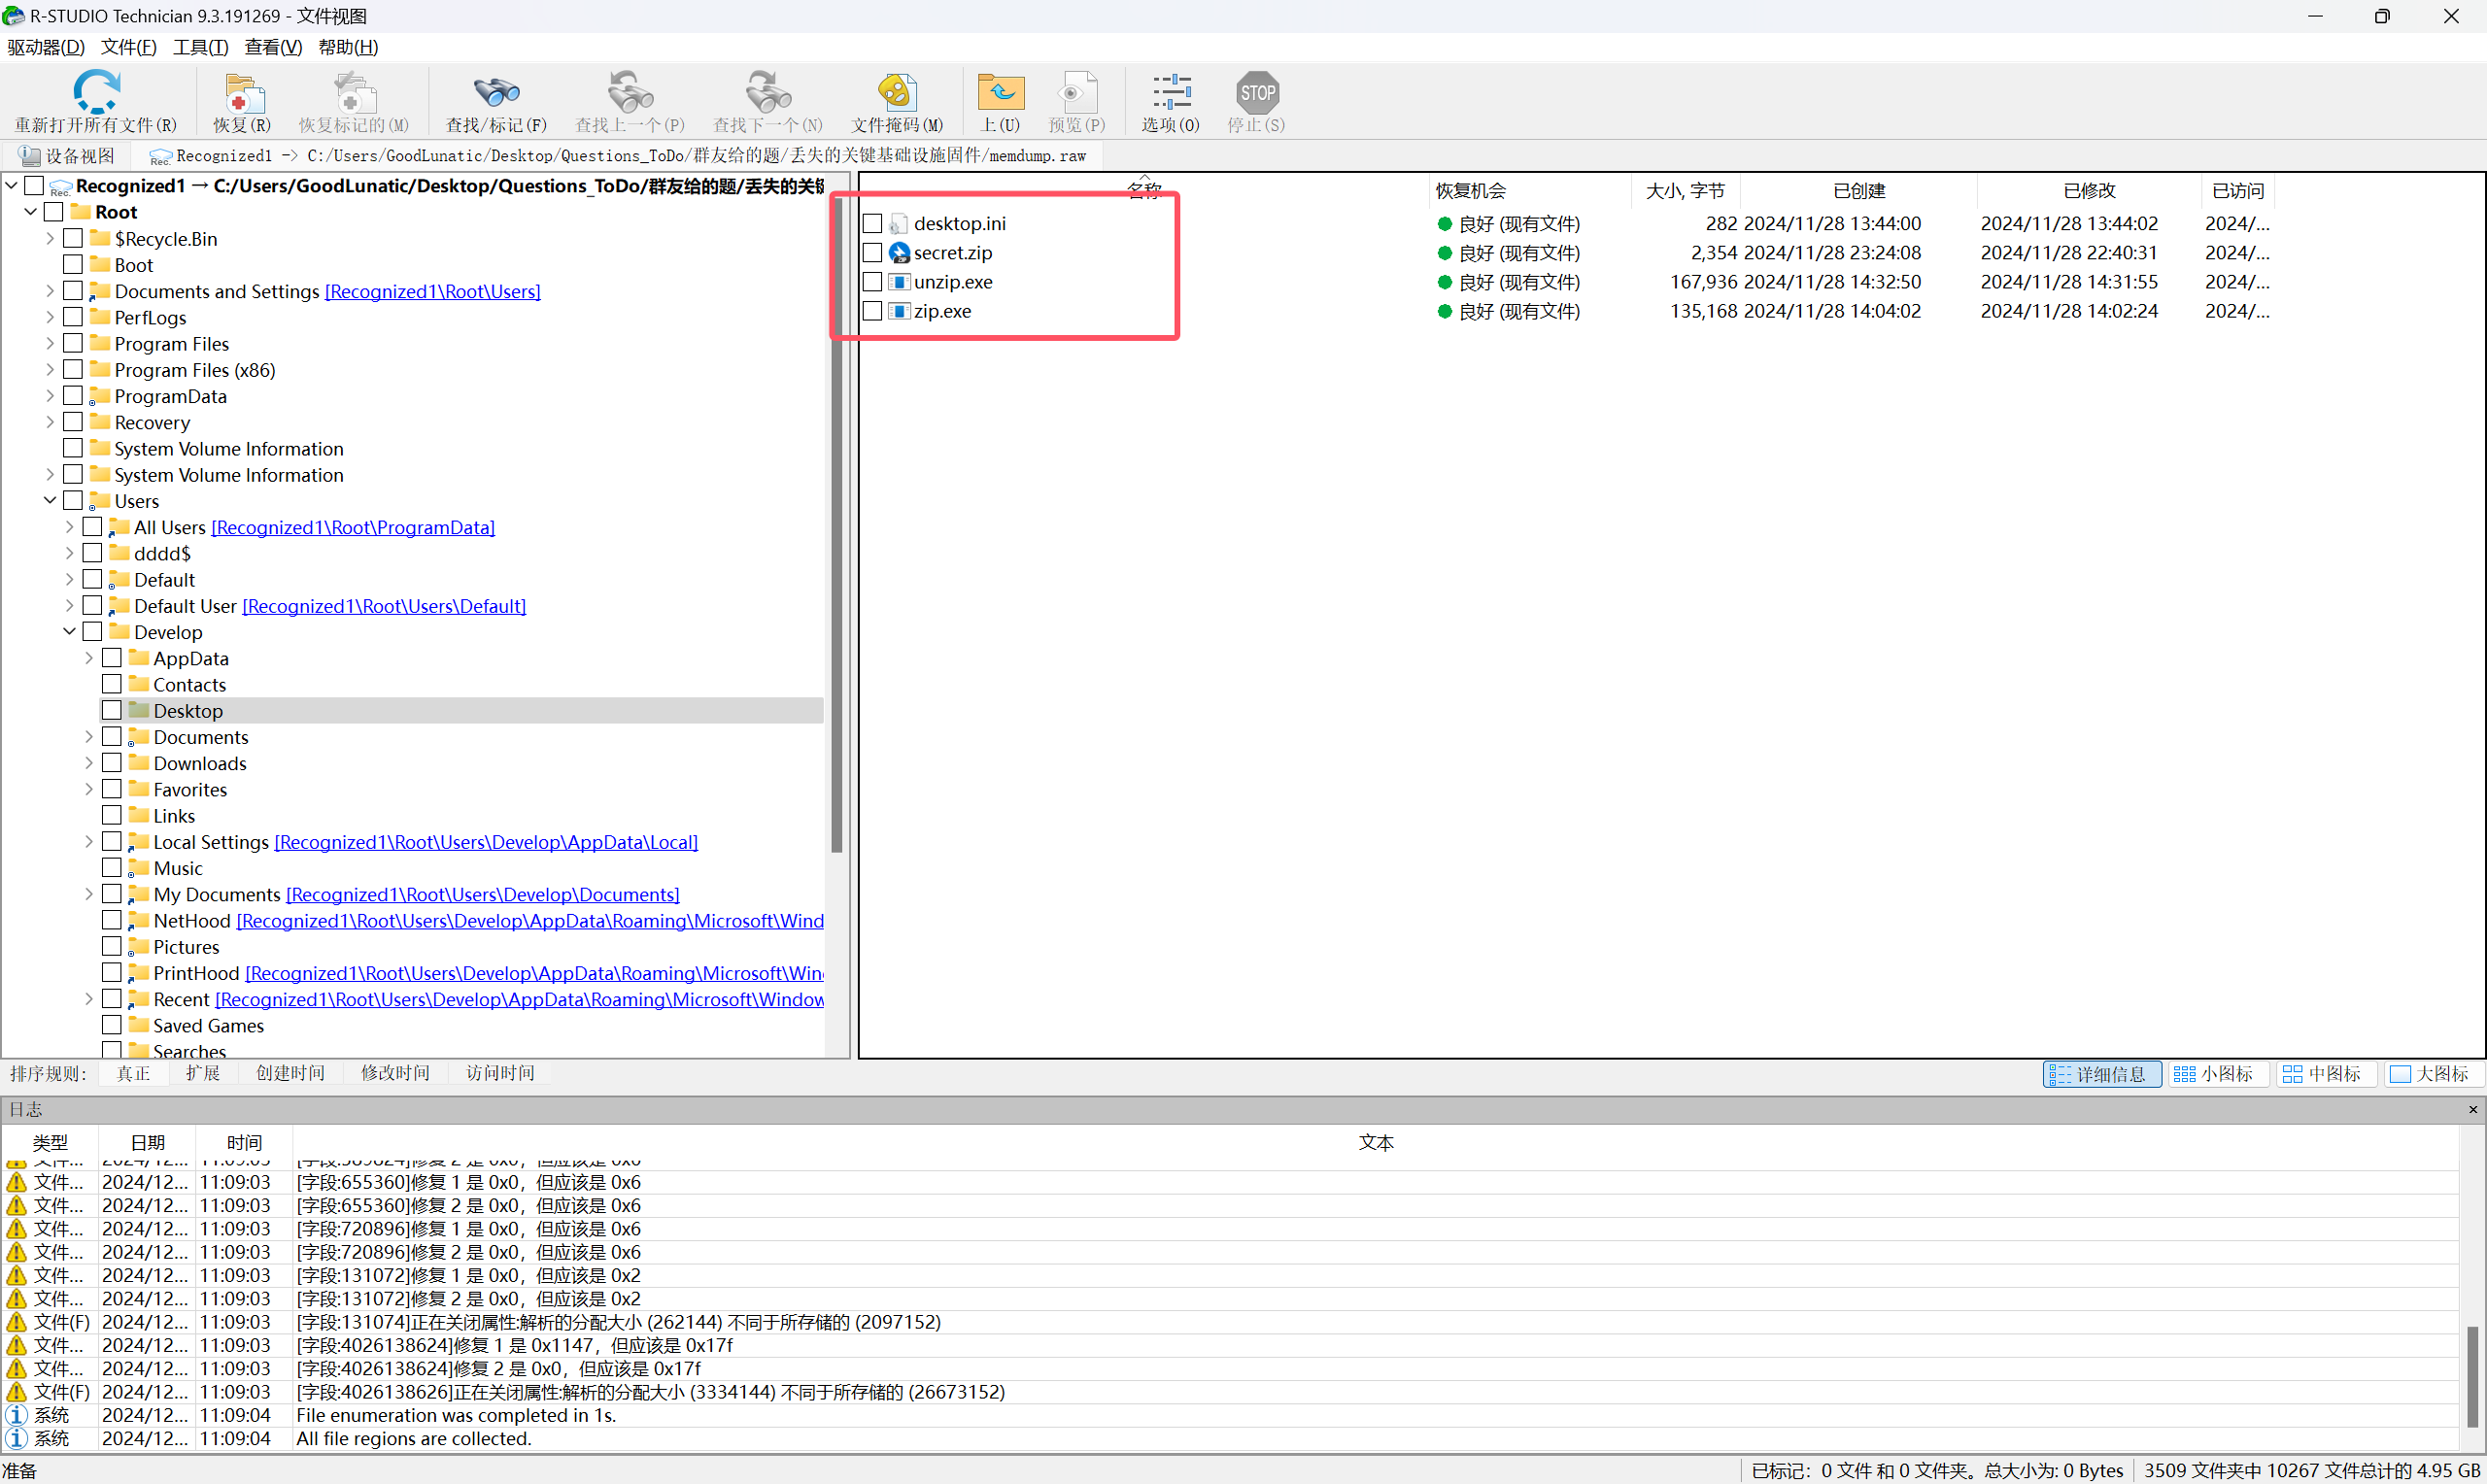 R-STUDIO Technician 9.3.191269 - 文件视图
驱动器(D) 文件(F) 工具(T) 查看(V) 帮助(H)
重新打开所有文件(R) 恢复(R) 恢复标记的(M) 查找/标记(F) 查找上一个(P) 查找下一个(N) 文件掩码(M) 上(U) 预览(P) 选项(O) STOP 停止(S)
设备视图 Rec. Recognized1 -> C:/Users/GoodLunatic/Desktop/Questions_ToDo/群友给的题/丢失的关键基础设施固件/memdump.raw
Rec. Recognized1 → C:/Users/GoodLunatic/Desktop/Questions_ToDo/群友给的题/丢失的关键
Root
$Recycle.Bin
Boot
Documents and Settings [Recognized1\Root\Users]
PerfLogs
Program Files
Program Files (x86)
ProgramData
Recovery
System Volume Information
System Volume Information
Users
All Users [Recognized1\Root\ProgramData]
dddd$
Default
Default User [Recognized1\Root\Users\Default]
Develop
AppData
Contacts
Desktop
Documents
Downloads
Favorites
Links
Local Settings [Recognized1\Root\Users\Develop\AppData\Local]
Music
My Documents [Recognized1\Root\Users\Develop\Documents]
NetHood [Recognized1\Root\Users\Develop\AppData\Roaming\Microsoft\Wind
Pictures
PrintHood [Recognized1\Root\Users\Develop\AppData\Roaming\Microsoft\Win
Recent [Recognized1\Root\Users\Develop\AppData\Roaming\Microsoft\Window
Saved Games
Searches
名称 恢复机会 大小, 字节 已创建 已修改 已访问
desktop.ini 良好 (现有文件) 282 2024/11/28 13:44:00 2024/11/28 13:44:02 2024/...
secret.zip 良好 (现有文件) 2,354 2024/11/28 23:24:08 2024/11/28 22:40:31 2024/...
unzip.exe 良好 (现有文件) 167,936 2024/11/28 14:32:50 2024/11/28 14:31:55 2024/...
zip.exe 良好 (现有文件) 135,168 2024/11/28 14:04:02 2024/11/28 14:02:24 2024/...
排序规则: 真正 扩展 创建时间 修改时间 访问时间 详细信息 小图标 中图标 大图标
日志
类型 日期 时间 文本
文件... 2024/12... 11:09:03 [字段:655360]修复 1 是 0x0，但应该是 0x6
文件... 2024/12... 11:09:03 [字段:655360]修复 2 是 0x0，但应该是 0x6
文件... 2024/12... 11:09:03 [字段:720896]修复 1 是 0x0，但应该是 0x6
文件... 2024/12... 11:09:03 [字段:720896]修复 2 是 0x0，但应该是 0x6
文件... 2024/12... 11:09:03 [字段:131072]修复 1 是 0x0，但应该是 0x2
文件... 2024/12... 11:09:03 [字段:131072]修复 2 是 0x0，但应该是 0x2
文件(F) 2024/12... 11:09:03 [字段:131074]正在关闭属性:解析的分配大小 (262144) 不同于所存储的 (2097152)
文件... 2024/12... 11:09:03 [字段:4026138624]修复 1 是 0x1147，但应该是 0x17f
文件... 2024/12... 11:09:03 [字段:4026138624]修复 2 是 0x0，但应该是 0x17f
文件(F) 2024/12... 11:09:03 [字段:4026138626]正在关闭属性:解析的分配大小 (3334144) 不同于所存储的 (26673152)
系统 2024/12... 11:09:04 File enumeration was completed in 1s.
系统 2024/12... 11:09:04 All file regions are collected.
准备 已标记: 0 文件 和 0 文件夹。总大小为: 0 Bytes 3509 文件夹中 10267 文件总计的 4.95 GB